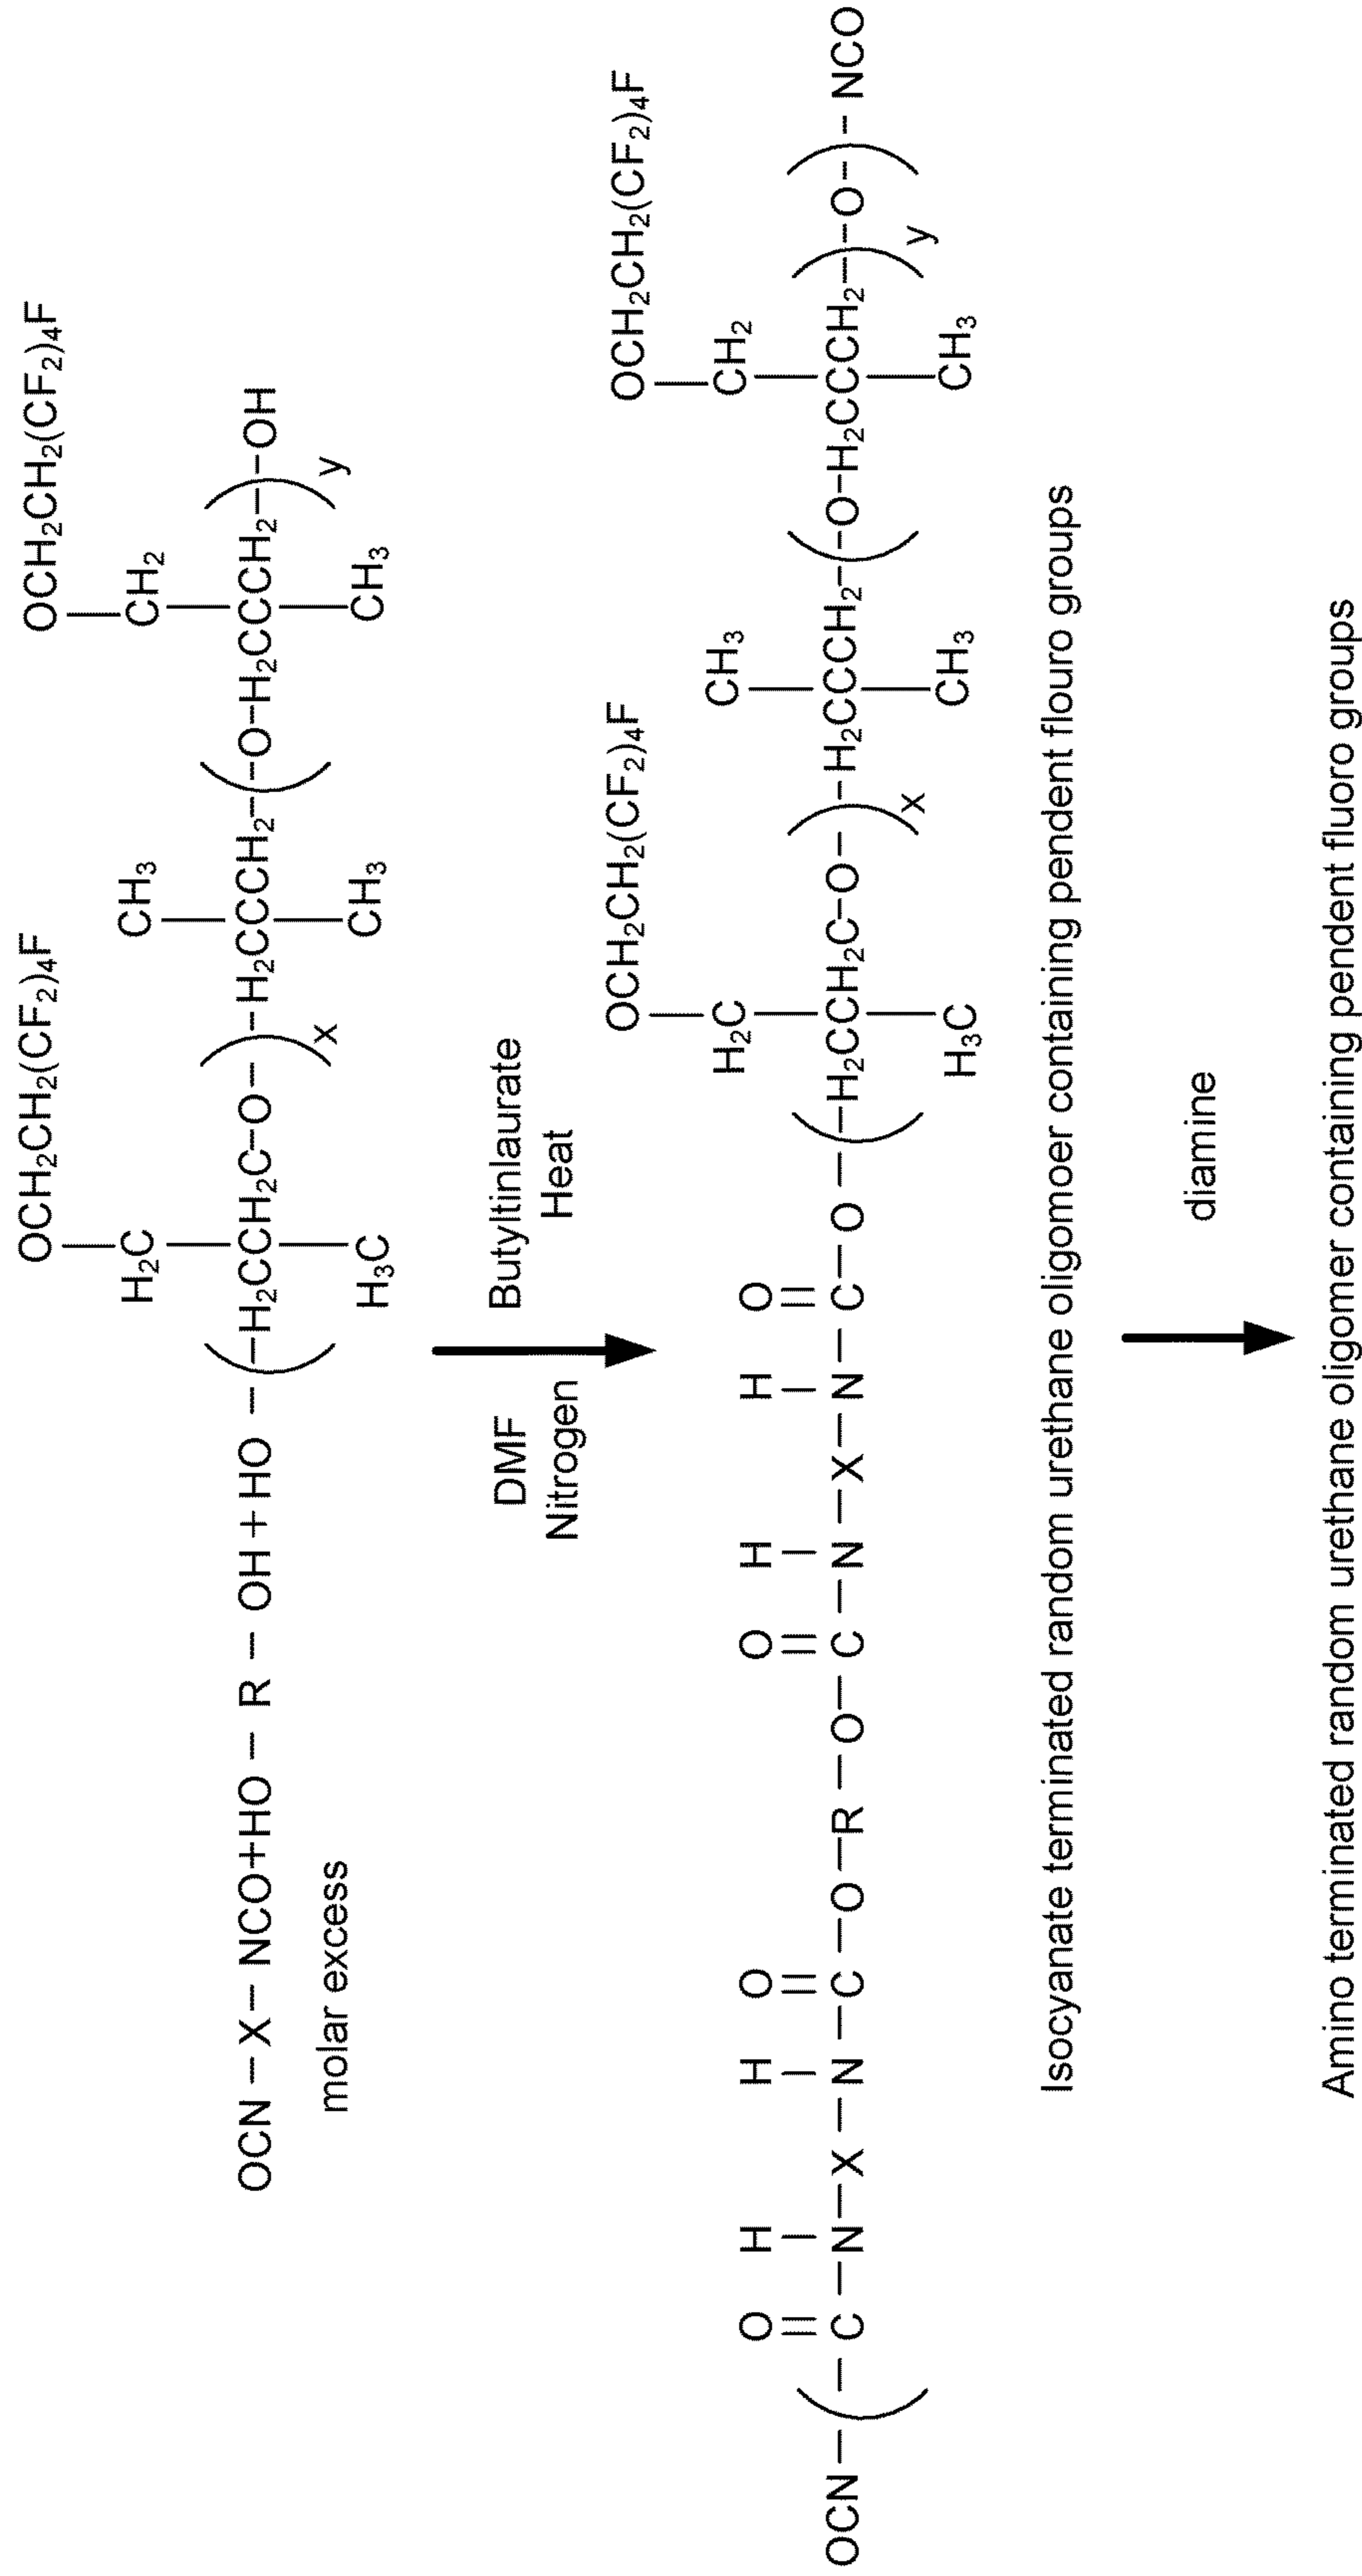 OCH₂CH₂(CF₂)₄F OCH₂CH₂(CF₂)₄F
H₂C CH₃ CH₂
OCN – X – NCO+HO – R – OH+HO – ( H₂CCCH₂C–O – )x – H₂CCCH₂ – ( O–H₂CCCH₂ )y – OH
molar excess H₃C CH₃ CH₃
DMF Butyltinlaurate
Nitrogen Heat
OCH₂CH₂(CF₂)₄F OCH₂CH₂(CF₂)₄F
O H H O O H H O H₂C CH₃ CH₂
OCN – ( C – N – X – N – C – O – R – O – C – N – X – N – C – O – ( H₂CCCH₂C–O – )x – H₂CCCH₂ – ( O–H₂CCCH₂ )y – O – ) – NCO
H₃C CH₃ CH₃
Isocyanate terminated random urethane oligomoer containing pendent flouro groups
diamine
Amino terminated random urethane oligomer containing pendent fluoro groups